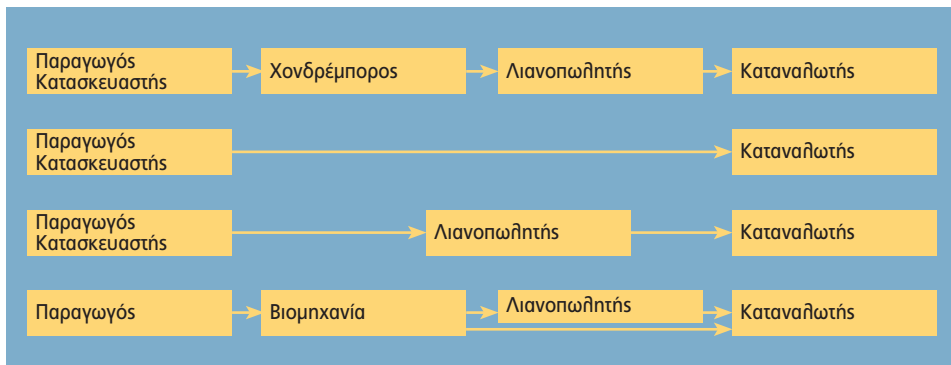 Παραγωγός
Κατασκευαστής
Χονδρέμπορος
Λιανοπωλητής
Καταναλωτής
Παραγωγός
Κατασκευαστής
Καταναλωτής
Παραγωγός
Κατασκευαστής
Λιανοπωλητής
Καταναλωτής
Παραγωγός
Βιομηχανία
Λιανοπωλητής
Καταναλωτής